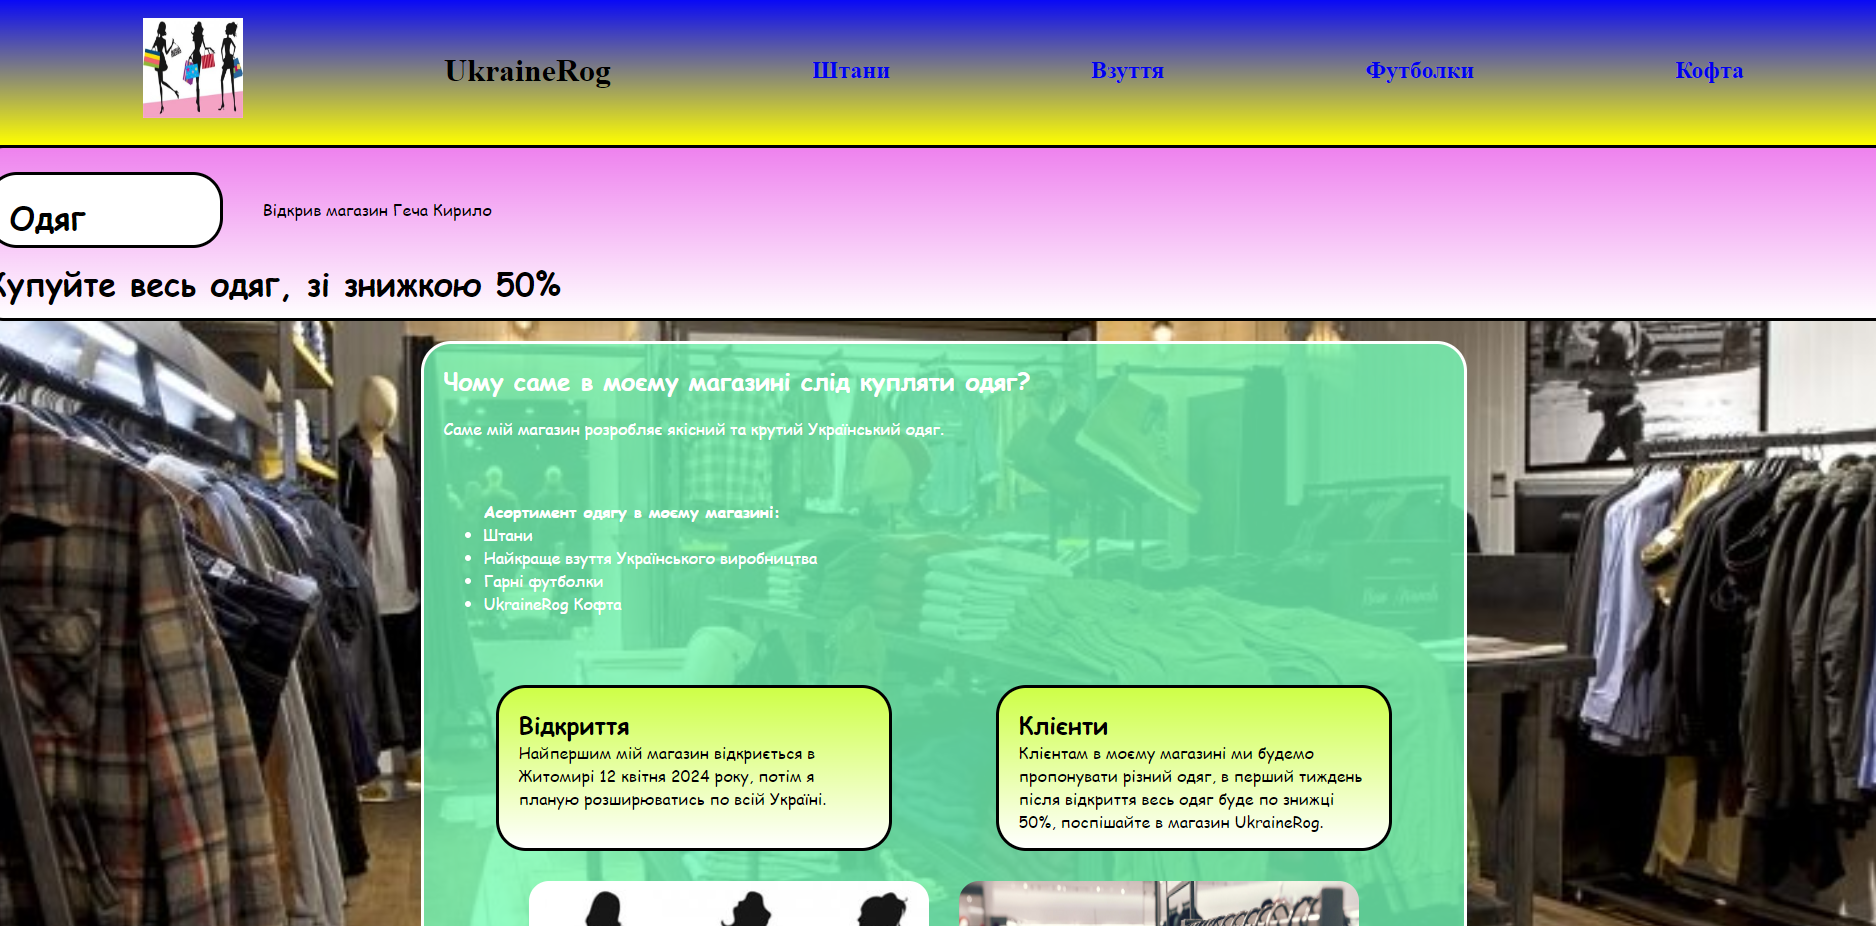 UkraineRog
Штани
Взуття
Футболки
Кофта
Одяг
Відкрив магазин Геча Кирило
Купуйте весь одяг, зі знижкою 50%
Чому саме в моєму магазині слід купляти одяг?
Саме мій магазин розробляє якісний та крутий Український одяг.
Асортимент одягу в моєму магазині:
Штани
Найкраще взуття Українського виробництва
Гарні футболки
UkraineRog Кофта
Відкриття
Найпершим мій магазин відкриється в
Житомирі 12 квітня 2024 року, потім я
планую розширюватись по всій Україні.
Клієнти
Клієнтам в моєму магазині ми будемо
пропонувати різний одяг, в перший тиждень
після відкриття весь одяг буде по знижці
50%, поспішайте в магазин UkraineRog.